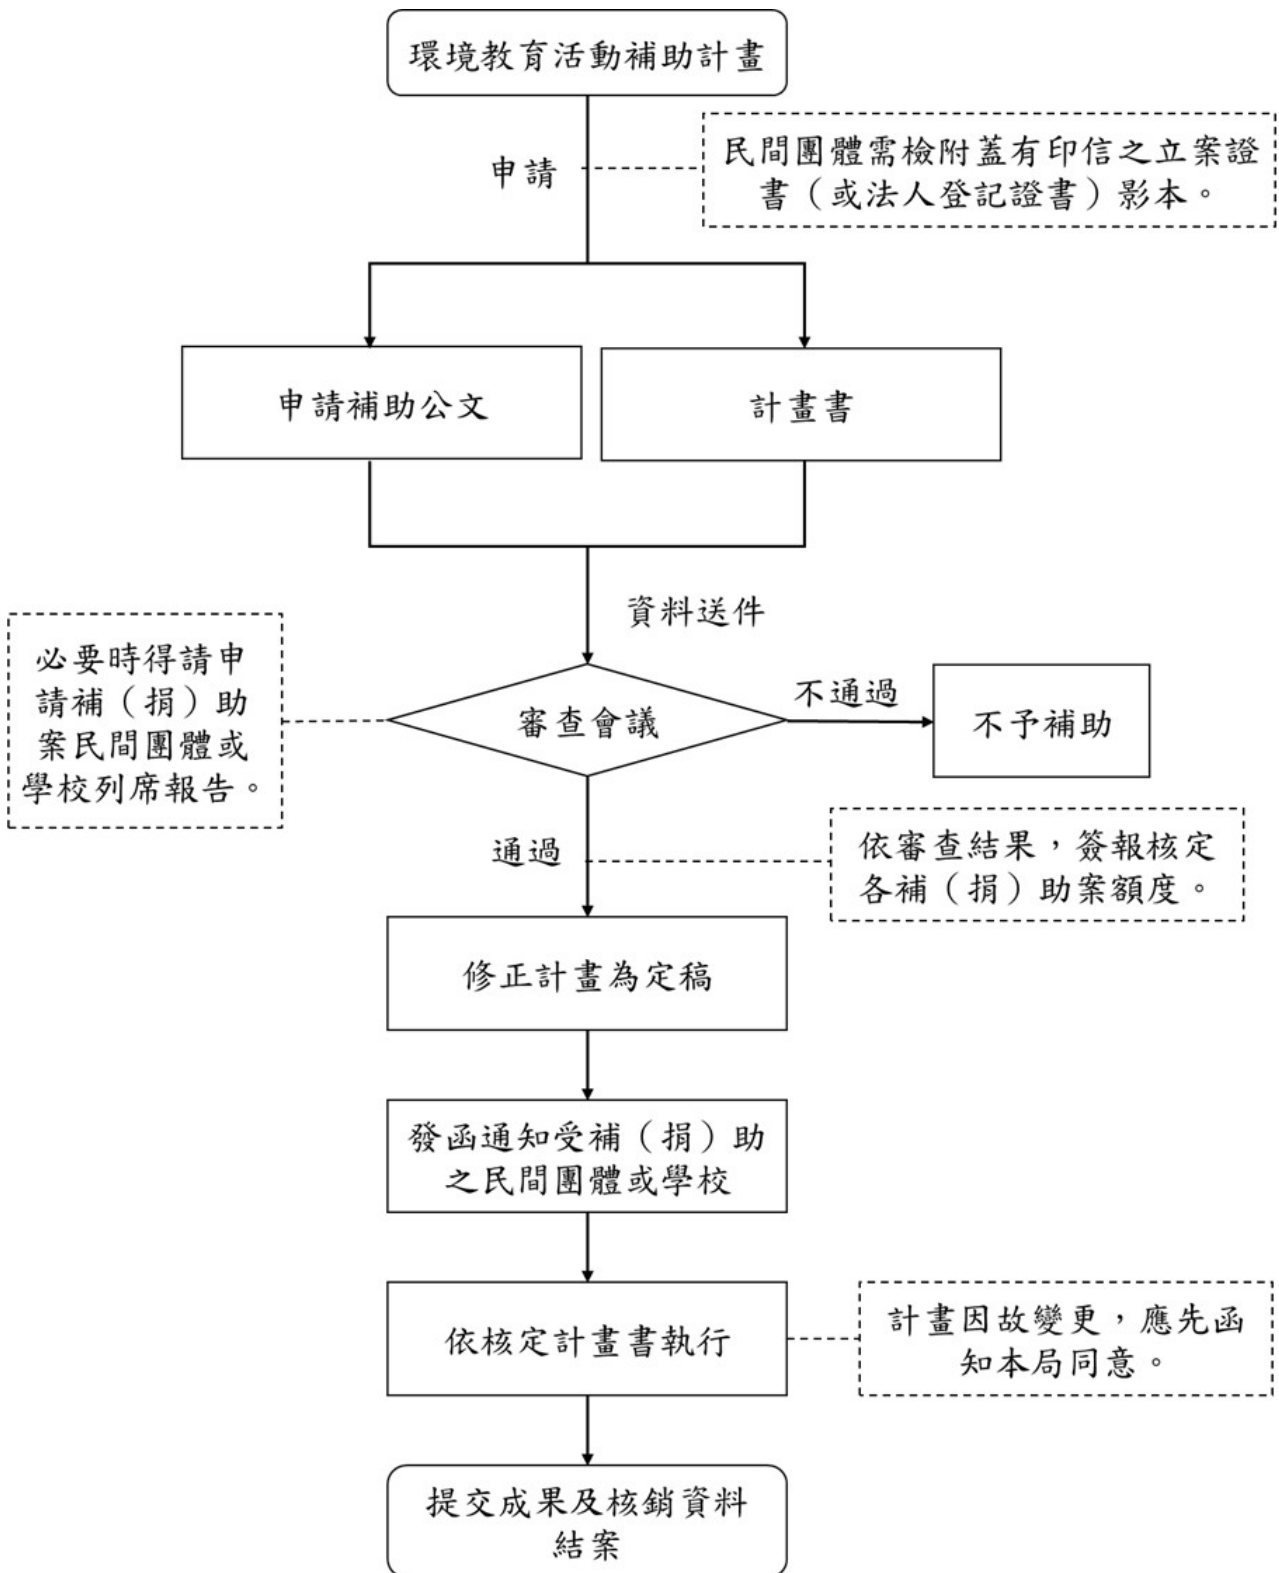 環境教育活動補助計畫
申請
民間團體需檢附蓋有印信之立案證
書（或法人登記證書）影本。
申請補助公文
計畫書
資料送件
必要時得請申
請補（捐）助
案民間團體或
學校列席報告。
審查會議
不通過
不予補助
通過
依審查結果，簽報核定
各補（捐）助案額度。
修正計畫為定稿
發函通知受補（捐）助
之民間團體或學校
依核定計畫書執行
計畫因故變更，應先函
知本局同意。
提交成果及核銷資料
結案